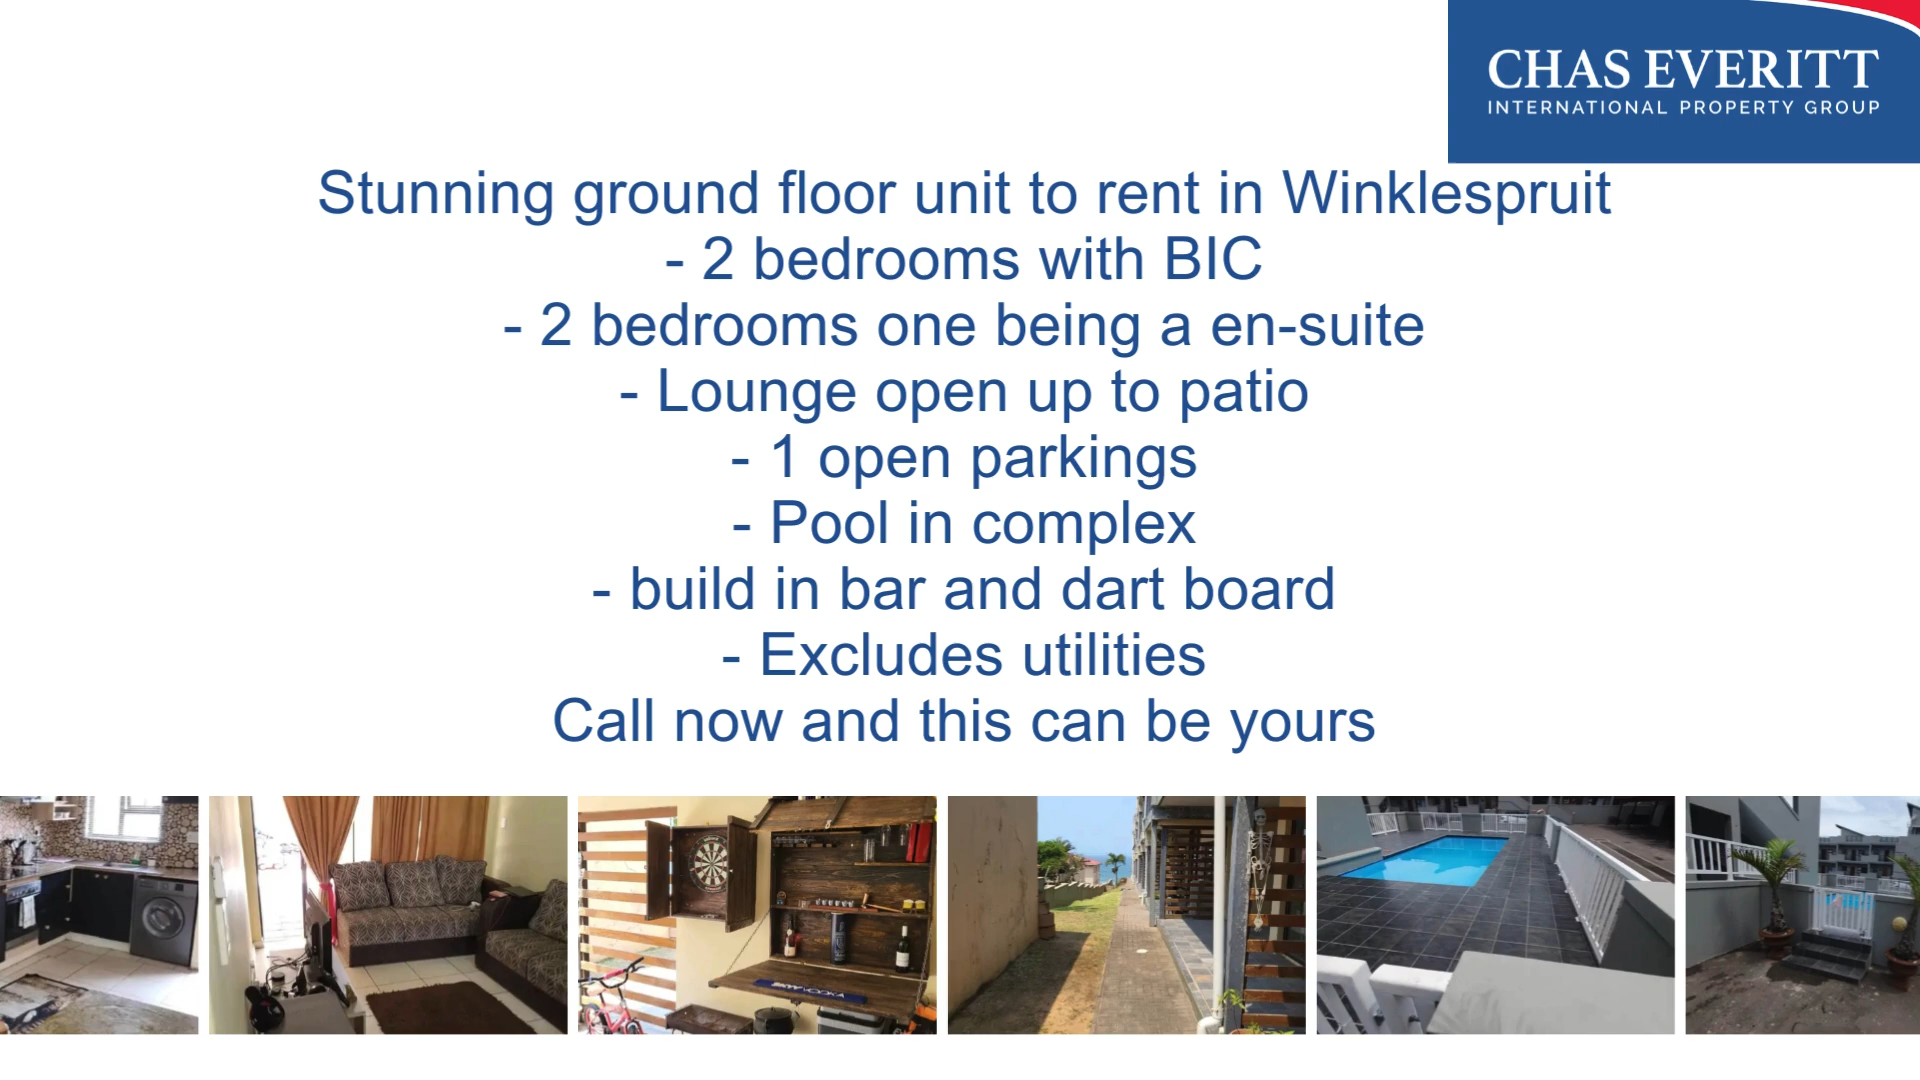 CHAS EVERITT
INTERNATIONAL PROPERTY GROUP
Stunning ground floor unit to rent in Winklespruit
- 2 bedrooms with BIC
- 2 bedrooms one being a en-suite
- Lounge open up to patio
- 1 open parkings
- Pool in complex
- build in bar and dart board
- Excludes utilities
Call now and this can be yours
VODKA